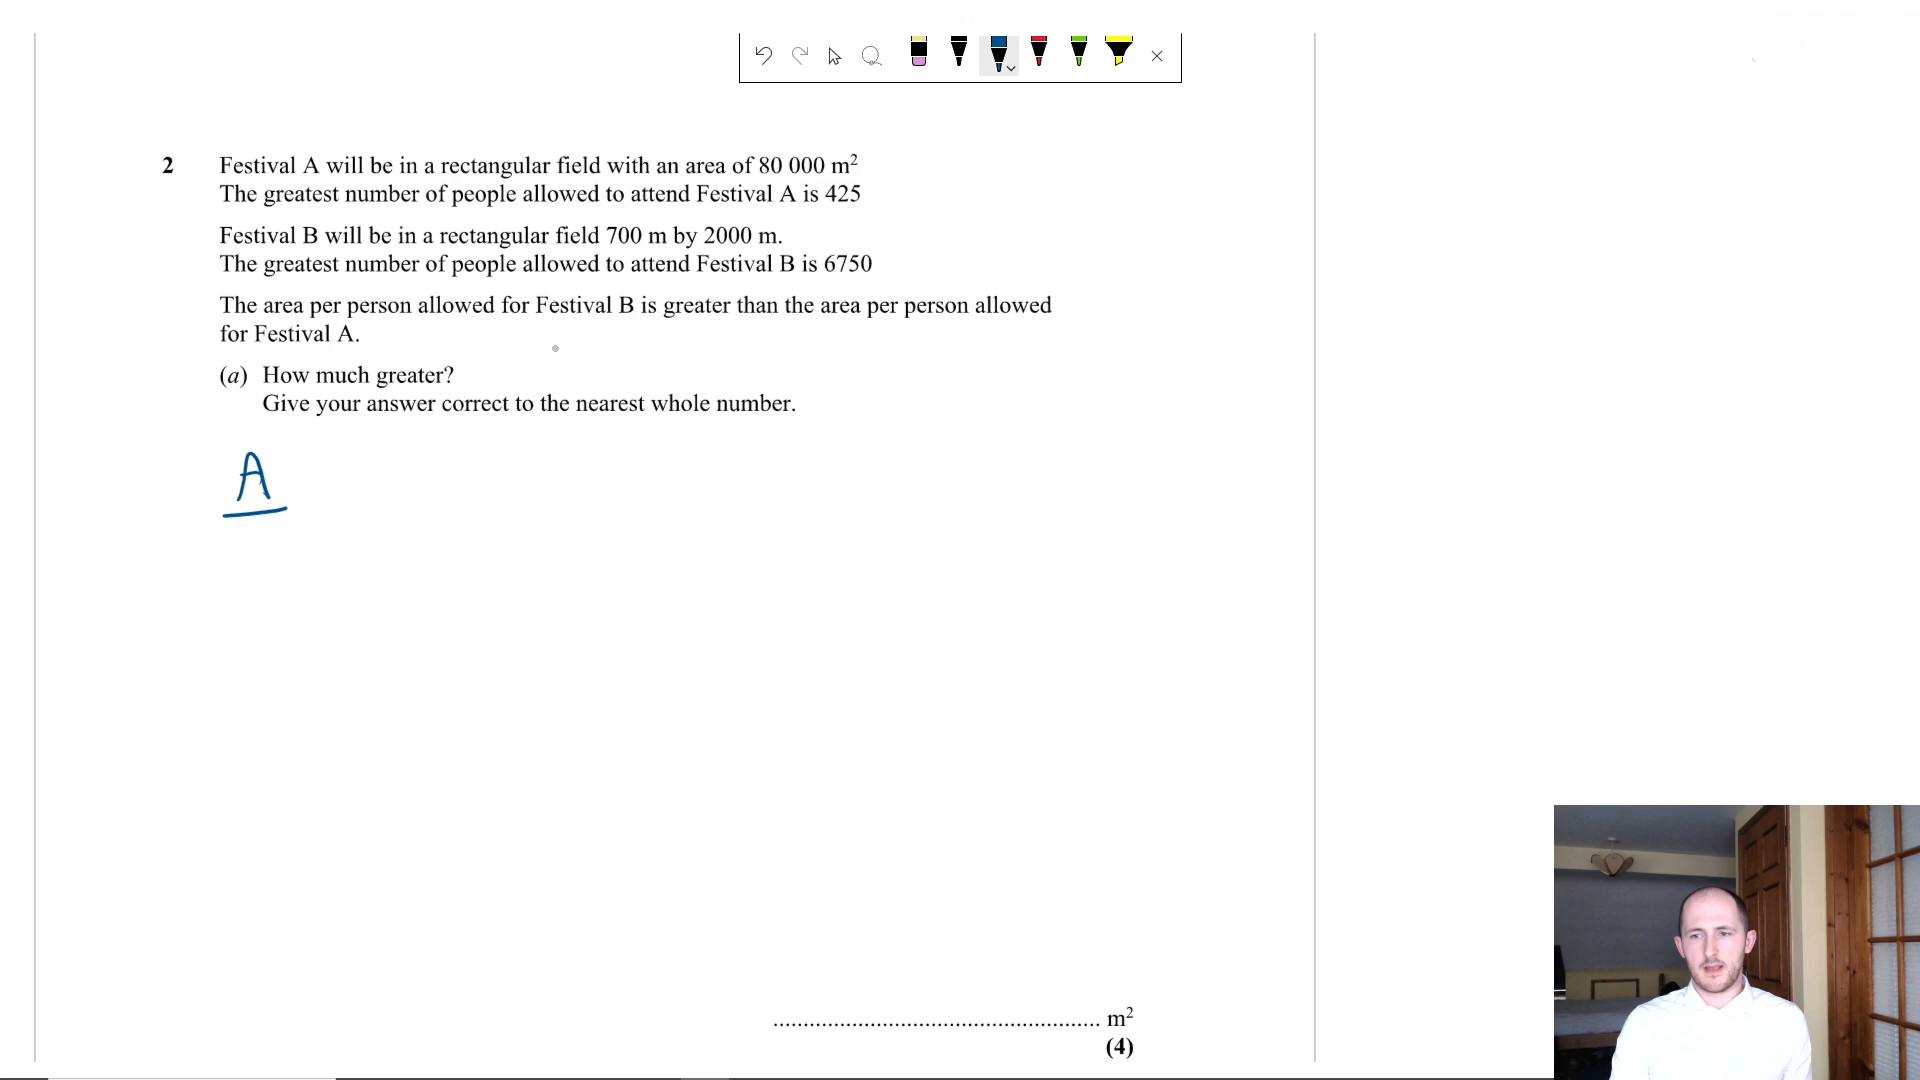 2 Festival A will be in a rectangular field with an area of 80 000 m²
The greatest number of people allowed to attend Festival A is 425
Festival B will be in a rectangular field 700 m by 2000 m.
The greatest number of people allowed to attend Festival B is 6750
The area per person allowed for Festival B is greater than the area per person allowed
for Festival A.
(a) How much greater?
Give your answer correct to the nearest whole number.
A
...................................................... m²
(4)